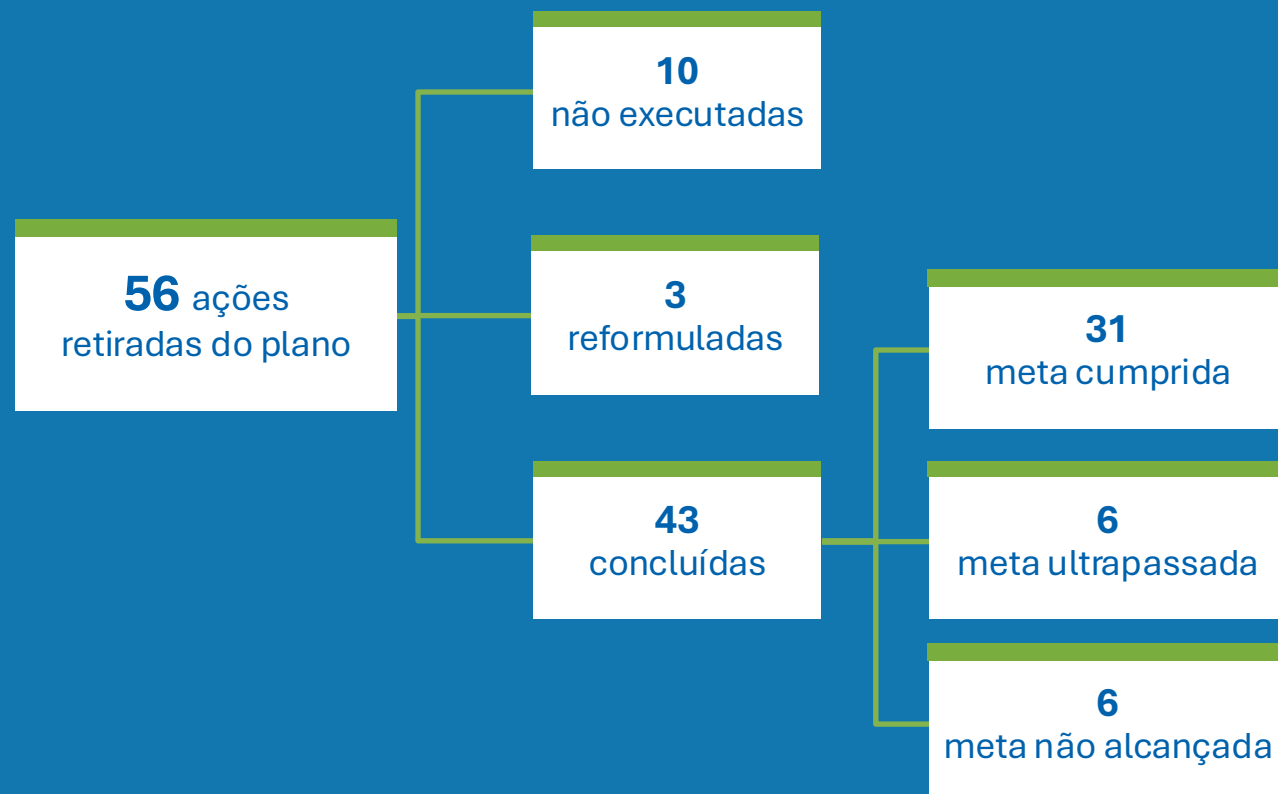 56 ações
retiradas do plano
10
não executadas
3
reformuladas
43
concluídas
31
meta cumprida
6
meta ultrapassada
6
meta não alcançada